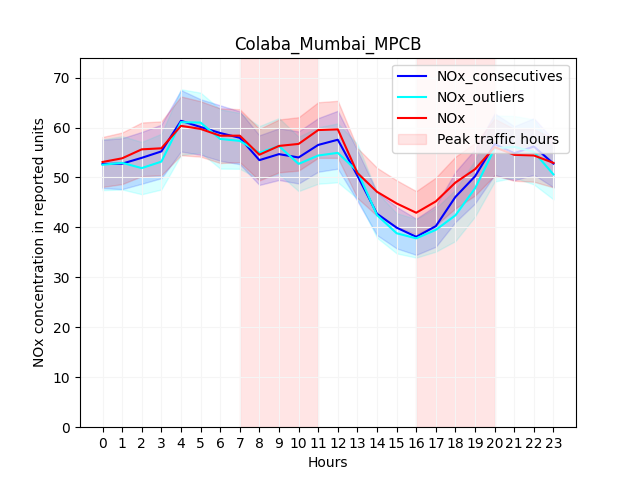 Colaba_Mumbai_MPCB
NOx concentration in reported units
70
60
50
40
30
20
10
0
NOx_consecutives
NOx_outliers
NOx
Peak traffic hours
0 1 2 3 4 5 6 7 8 9 10 11 12 13 14 15 16 17 18 19 20 21 22 23
Hours